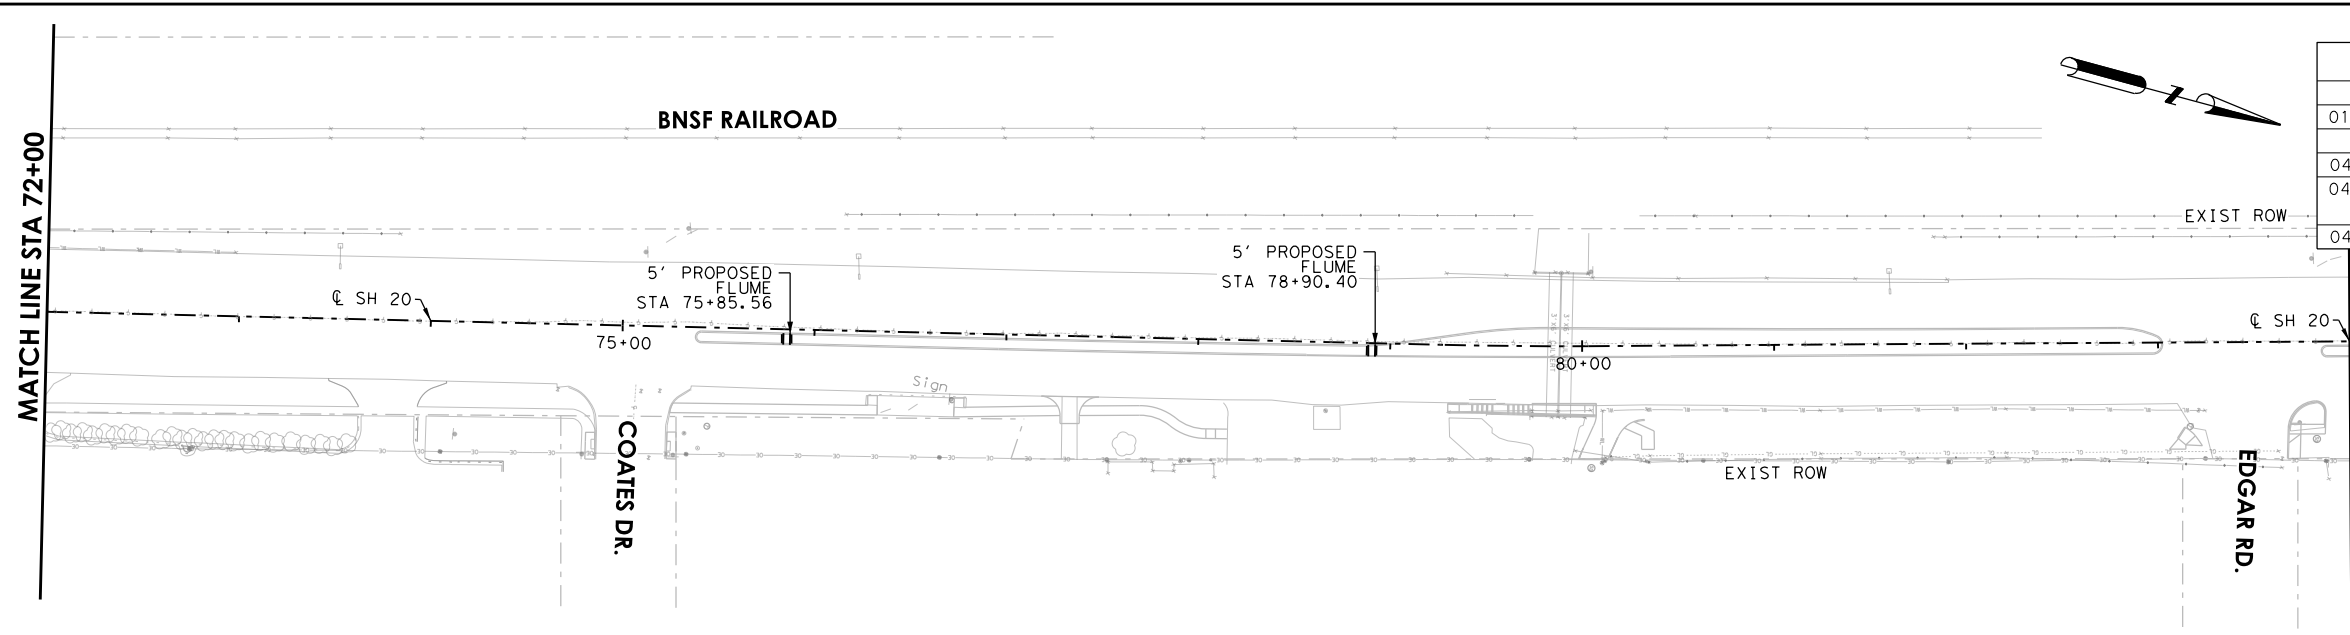 BNSF RAILROAD
MATCH LINE STA 72+00
01
04
04
04
EXIST ROW
5' PROPOSED
FLUME
STA 75+85.56
5' PROPOSED
FLUME
STA 78+90.40
℄ SH 20
℄ SH 20
75+00
80+00
Sign
COATES DR.
EXIST ROW
EDGAR RD.